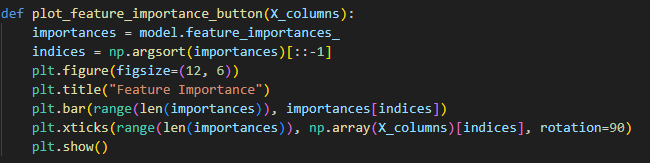 def plot_feature_importance_button(X_columns):
    importances = model.feature_importances_
    indices = np.argsort(importances)[::-1]
    plt.figure(figsize=(12, 6))
    plt.title("Feature Importance")
    plt.bar(range(len(importances)), importances[indices])
    plt.xticks(range(len(importances)), np.array(X_columns)[indices], rotation=90)
    plt.show()